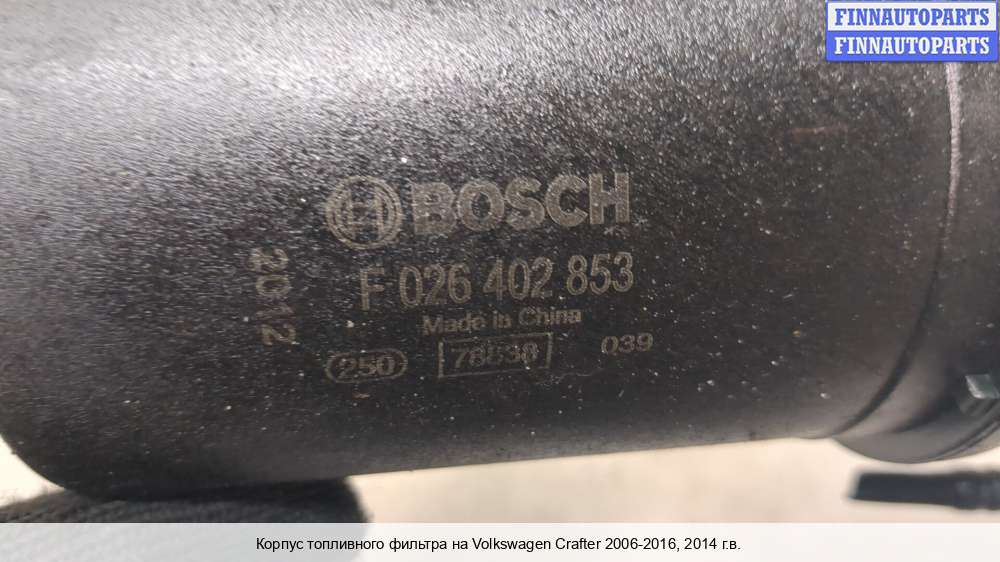 FINNAUTOPARTS
FINNAUTOPARTS
BOSCH
F 026 402 853
Made in China
2012
250
039
Корпус топливного фильтра на Volkswagen Crafter 2006-2016, 2014 г.в.